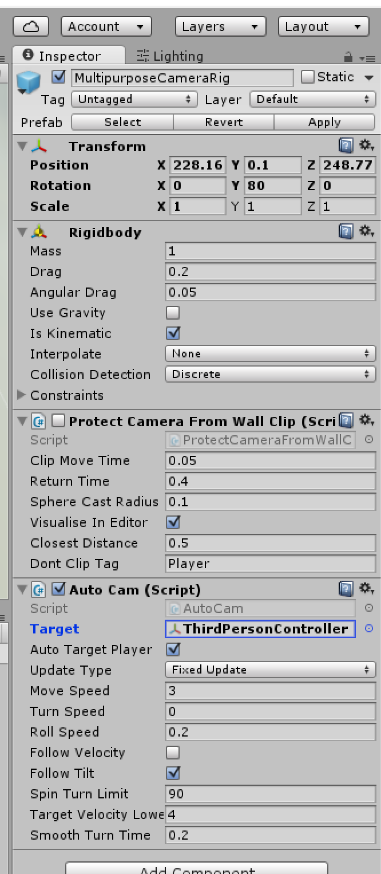 Account Layers Layout
Inspector Lighting
MultipurposeCameraRig Static
Tag Untagged Layer Default
Prefab Select Revert Apply
Transform
Position X 228.16 Y 0.1 Z 248.77
Rotation X 0 Y 80 Z 0
Scale X 1 Y 1 Z 1
Rigidbody
Mass 1
Drag 0.2
Angular Drag 0.05
Use Gravity
Is Kinematic
Interpolate None
Collision Detection Discrete
Constraints
Protect Camera From Wall Clip (Scri
Script ProtectCameraFromWallC
Clip Move Time 0.05
Return Time 0.4
Sphere Cast Radius 0.1
Visualise In Editor
Closest Distance 0.5
Dont Clip Tag Player
Auto Cam (Script)
Script AutoCam
Target ThirdPersonController
Auto Target Player
Update Type Fixed Update
Move Speed 3
Turn Speed 0
Roll Speed 0.2
Follow Velocity
Follow Tilt
Spin Turn Limit 90
Target Velocity Lowe 4
Smooth Turn Time 0.2
Add Component